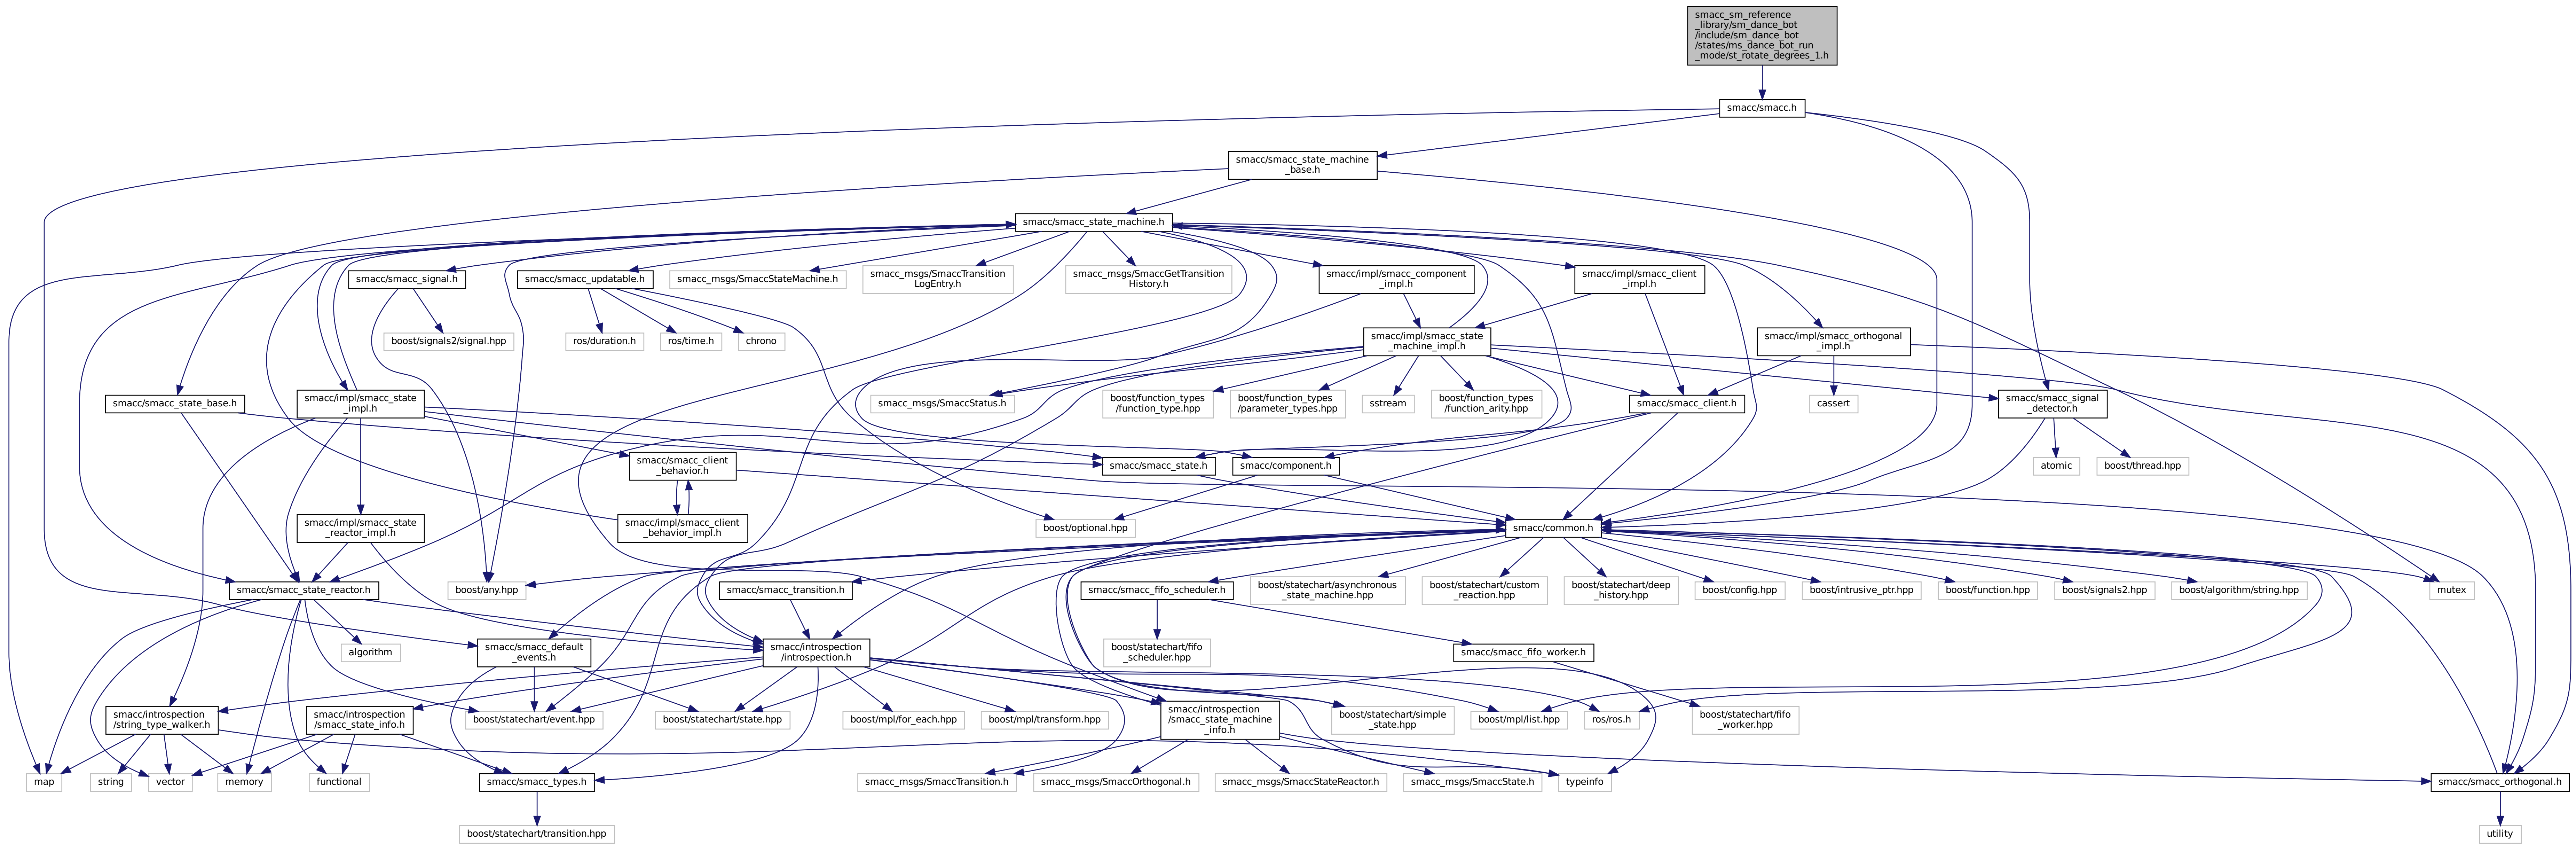 smacc_sm_reference
_library/sm_dance_bot
/include/sm_dance_bot
/states/ms_dance_bot_run
_mode/st_rotate_degrees_1.h
smacc/smacc.h
smacc/smacc_state_machine
_base.h
smacc/smacc_state_machine.h
smacc/smacc_signal.h
smacc/smacc_updatable.h
smacc_msgs/SmaccStateMachine.h
smacc_msgs/SmaccTransition
LogEntry.h
smacc_msgs/SmaccGetTransition
History.h
smacc/impl/smacc_component
_impl.h
smacc/impl/smacc_client
_impl.h
boost/signals2/signal.hpp
ros/duration.h
ros/time.h
chrono
smacc/impl/smacc_state
_machine_impl.h
smacc/impl/smacc_orthogonal
_impl.h
smacc/smacc_state_base.h
smacc/impl/smacc_state
_impl.h
smacc_msgs/SmaccStatus.h
boost/function_types
/function_type.hpp
boost/function_types
/parameter_types.hpp
sstream
boost/function_types
/function_arity.hpp
smacc/smacc_client.h
cassert
smacc/smacc_signal
_detector.h
smacc/smacc_client
_behavior.h
smacc/smacc_state.h
smacc/component.h
atomic
boost/thread.hpp
smacc/impl/smacc_state
_reactor_impl.h
smacc/impl/smacc_client
_behavior_impl.h
boost/optional.hpp
smacc/common.h
smacc/smacc_state_reactor.h
boost/any.hpp
smacc/smacc_transition.h
smacc/smacc_fifo_scheduler.h
boost/statechart/asynchronous
_state_machine.hpp
boost/statechart/custom
_reaction.hpp
boost/statechart/deep
_history.hpp
boost/config.hpp
boost/intrusive_ptr.hpp
boost/function.hpp
boost/signals2.hpp
boost/algorithm/string.hpp
mutex
algorithm
smacc/smacc_default
_events.h
smacc/introspection
/introspection.h
boost/statechart/fifo
_scheduler.hpp
smacc/smacc_fifo_worker.h
smacc/introspection
/string_type_walker.h
smacc/introspection
/smacc_state_info.h
boost/statechart/event.hpp
boost/statechart/state.hpp
boost/mpl/for_each.hpp
boost/mpl/transform.hpp
smacc/introspection
/smacc_state_machine
_info.h
boost/statechart/simple
_state.hpp
boost/mpl/list.hpp
ros/ros.h
boost/statechart/fifo
_worker.hpp
map
string
vector
memory
functional
smacc/smacc_types.h
smacc_msgs/SmaccTransition.h
smacc_msgs/SmaccOrthogonal.h
smacc_msgs/SmaccStateReactor.h
smacc_msgs/SmaccState.h
typeinfo
smacc/smacc_orthogonal.h
boost/statechart/transition.hpp
utility